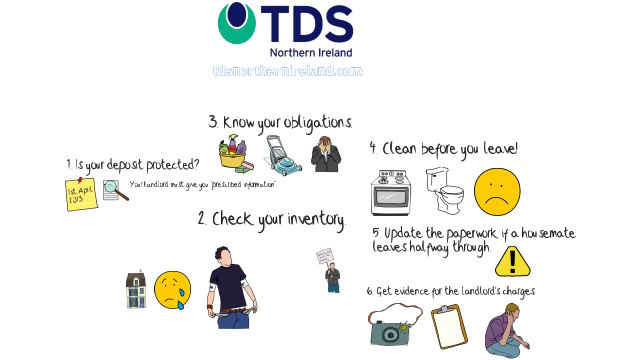 TDS
Northern Ireland
tdsnorthernireland.com
3. Know your obligations.
1. Is your deposit protected?
1st April
2013
Your landlord must give you "prescribed information"
2. Check your inventory.
4. Clean before you leave!
5. Update the paperwork if a housemate
leaves halfway through.
6. Get evidence for the landlord's charges